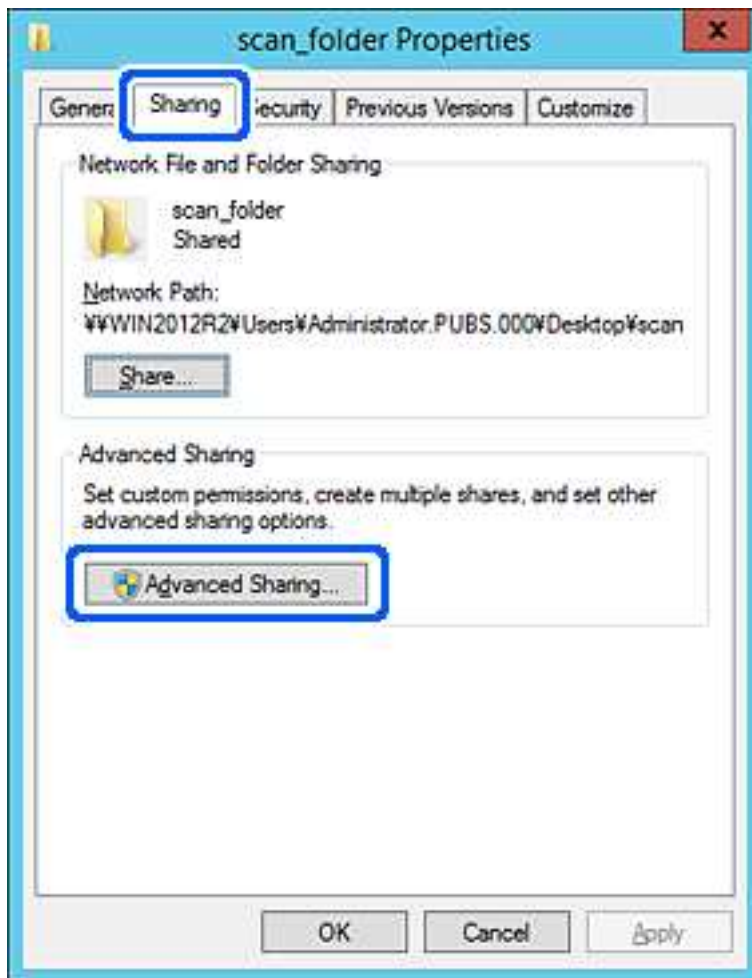 scan_folder Properties
x
General Sharing Security Previous Versions Customize
Network File and Folder Sharing
scan_folder
Shared
Network Path:
¥¥WIN2012R2¥Users¥Administrator.PUBS.000¥Desktop¥scan
Share...
Advanced Sharing
Set custom permissions, create multiple shares, and set other
advanced sharing options.
Advanced Sharing...
OK Cancel Apply